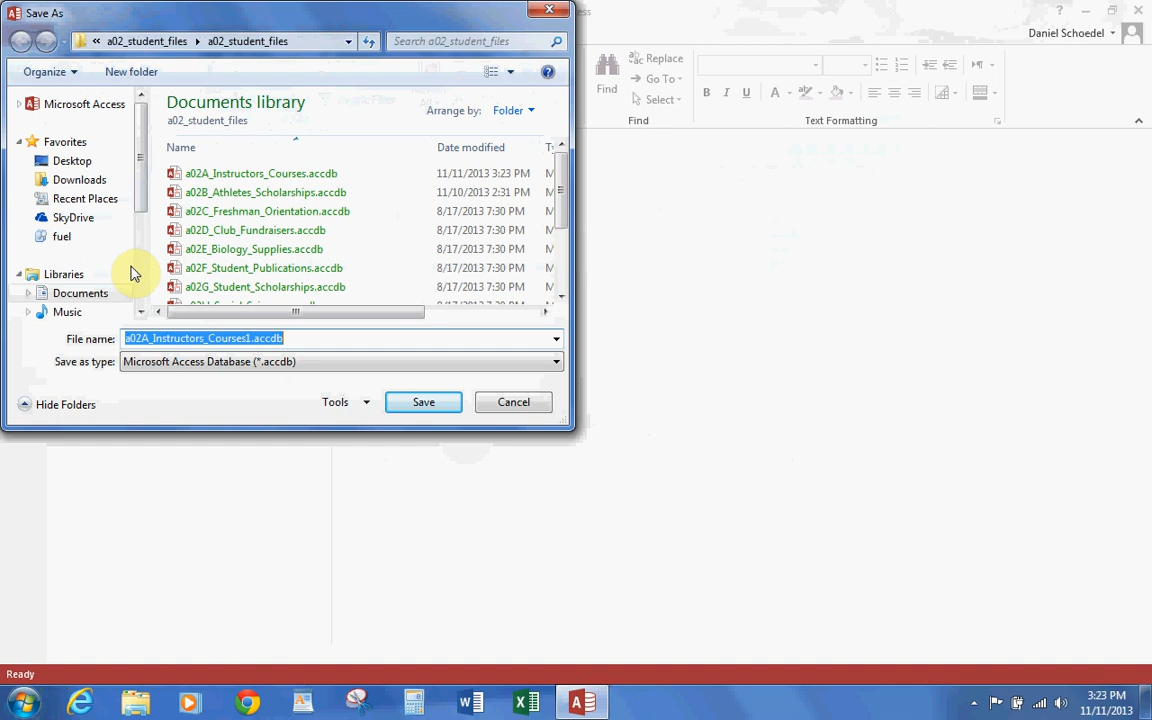 Save As
ess
a02_student_files
a02_student_files
Search a02_student_files
Organize
New folder
Microsoft Access
Favorites
Desktop
Downloads
Recent Places
SkyDrive
fuel
Libraries
Documents
Music
Documents library
a02_student_files
Arrange by: Folder
Name Date modified Ty
a02A_Instructors_Courses.accdb 11/11/2013 3:23 PM M
a02B_Athletes_Scholarships.accdb 11/10/2013 2:31 PM M
a02C_Freshman_Orientation.accdb 8/17/2013 7:30 PM M
a02D_Club_Fundraisers.accdb 8/17/2013 7:30 PM M
a02E_Biology_Supplies.accdb 8/17/2013 7:30 PM M
a02F_Student_Publications.accdb 8/17/2013 7:30 PM M
a02G_Student_Scholarships.accdb 8/17/2013 7:30 PM M
File name: a02A_Instructors_Courses1.accdb
Save as type: Microsoft Access Database (*.accdb)
Hide Folders
Tools
Save
Cancel
Daniel Schoedel
Find
Replace
Go To
Select
Find
B I U A
Text Formatting
Ready
3:23 PM
11/11/2013